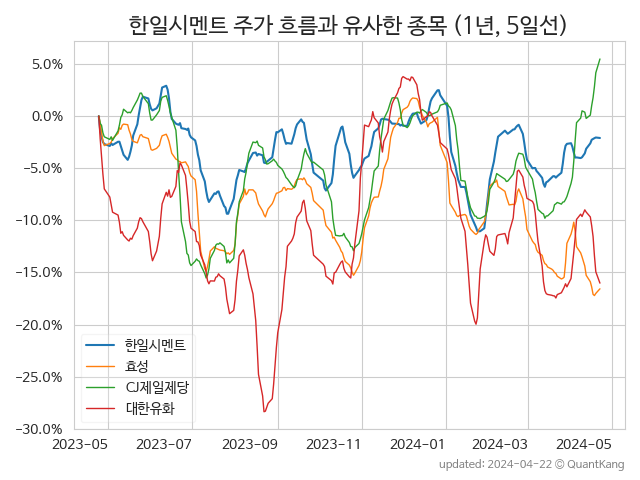 한일시멘트 주가 흐름과 유사한 종목 (1년, 5일선)
5.0%
0.0%
−5.0%
−10.0%
−15.0%
−20.0%
−25.0%
−30.0%
한일시멘트
효성
CJ제일제당
대한유화
2023-05 2023-07 2023-09 2023-11 2024-01 2024-03 2024-05
updated: 2024-04-22 © QuantKang